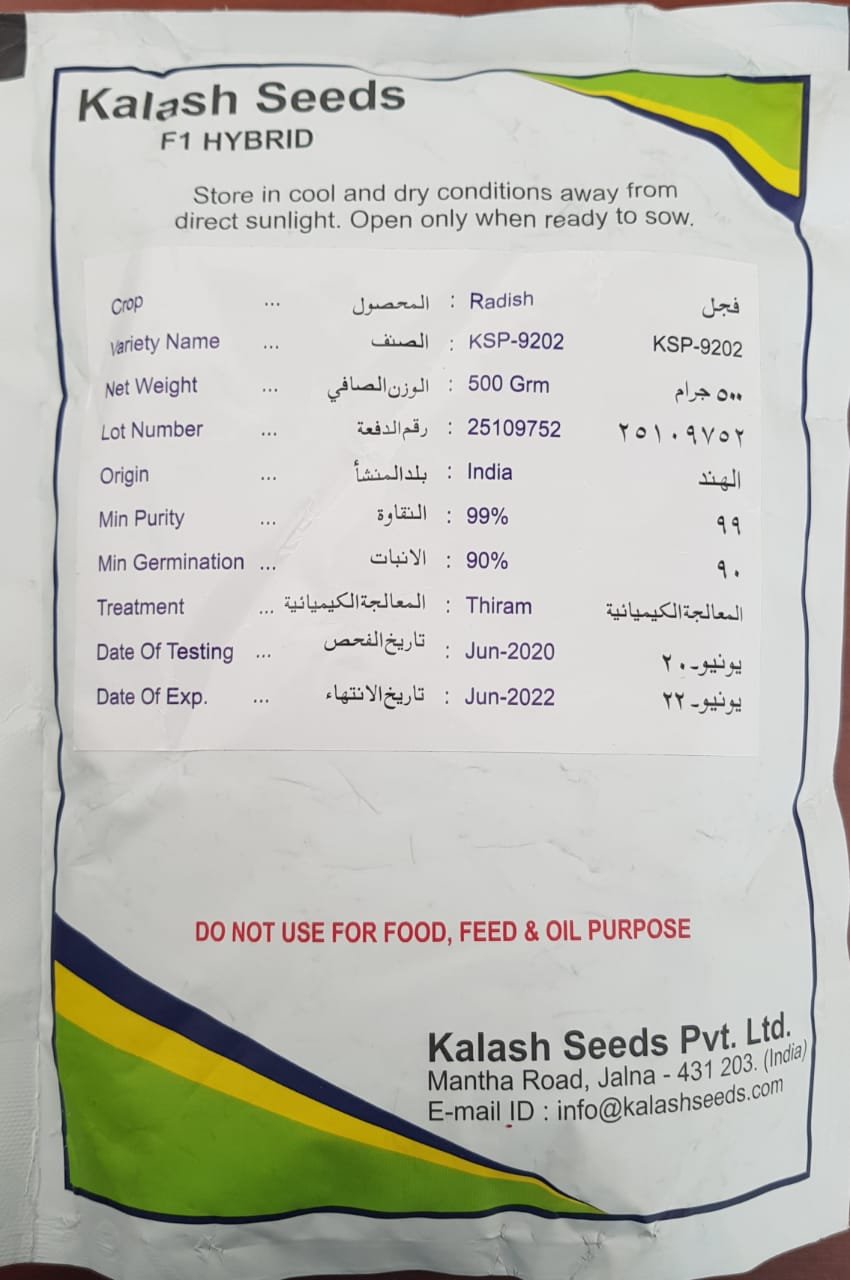 Kalash Seeds
F1 HYBRID
Store in cool and dry conditions away from
direct sunlight. Open only when ready to sow.
Crop ... المحصول : Radish فجل
Variety Name ... الصنف : KSP-9202 KSP-9202
Net Weight ... الوزن الصافي : 500 Grm ٥٠٠ جرام
Lot Number ... رقم الدفعة : 25109752 ٢٥١٠٩٧٥٢
Origin ... بلد المنشأ : India الهند
Min Purity ... النقاوة : 99% ٩٩
Min Germination ... الانبات : 90% ٩٠
Treatment ... المعالجة الكيميائية : Thiram المعالجة الكيميائية
Date Of Testing ... تاريخ الفحص : Jun-2020 يونيو-٢٠
Date Of Exp. ... تاريخ الانتهاء : Jun-2022 يونيو-٢٢
DO NOT USE FOR FOOD, FEED & OIL PURPOSE
Kalash Seeds Pvt. Ltd.
Mantha Road, Jalna - 431 203. (India)
E-mail ID : info@kalashseeds.com